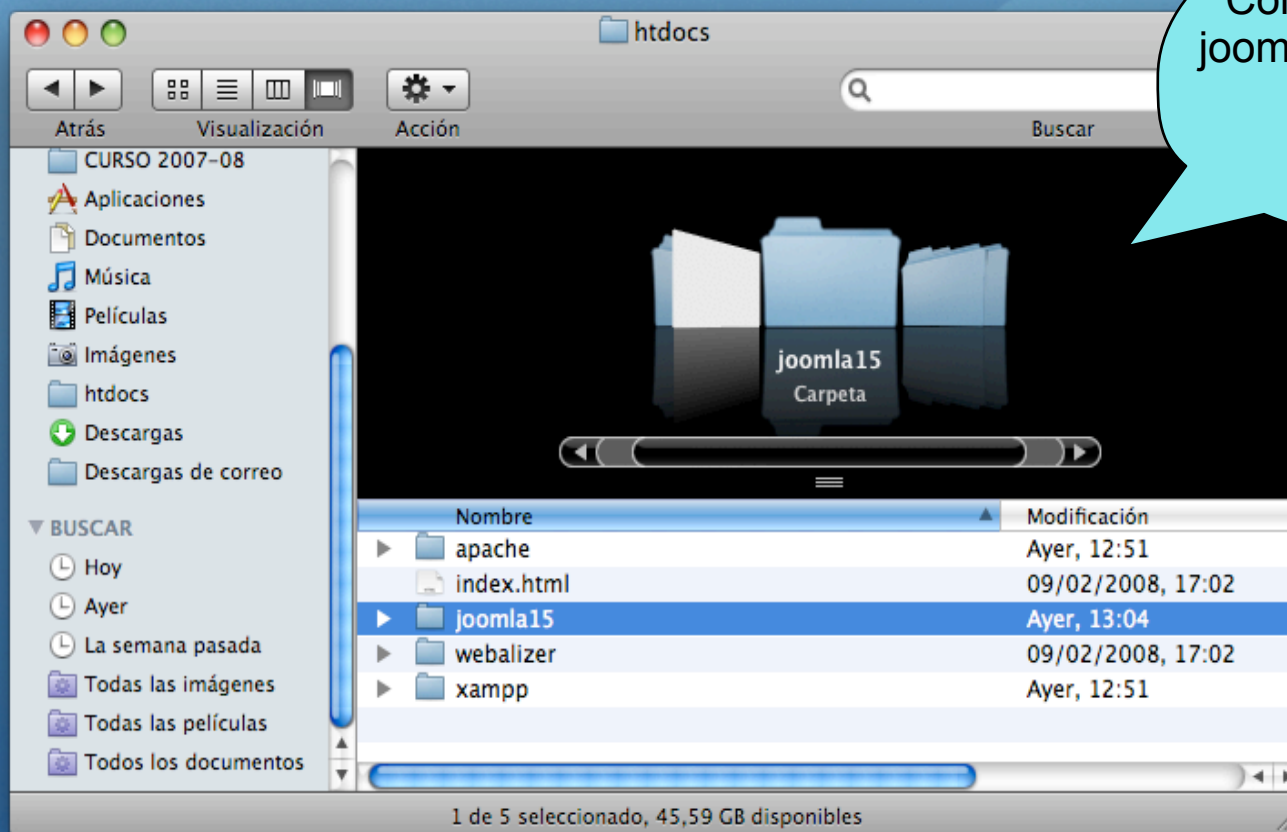 htdocs
joom
Atrás Visualización Acción Buscar
CURSO 2007-08
Aplicaciones
Documentos
Música
Películas
Imágenes
htdocs
Descargas
Descargas de correo
BUSCAR
Hoy
Ayer
La semana pasada
Todas las imágenes
Todas las películas
Todos los documentos
joomla15
Carpeta
Nombre Modificación
apache Ayer, 12:51
index.html 09/02/2008, 17:02
joomla15 Ayer, 13:04
webalizer 09/02/2008, 17:02
xampp Ayer, 12:51
1 de 5 seleccionado, 45,59 GB disponibles